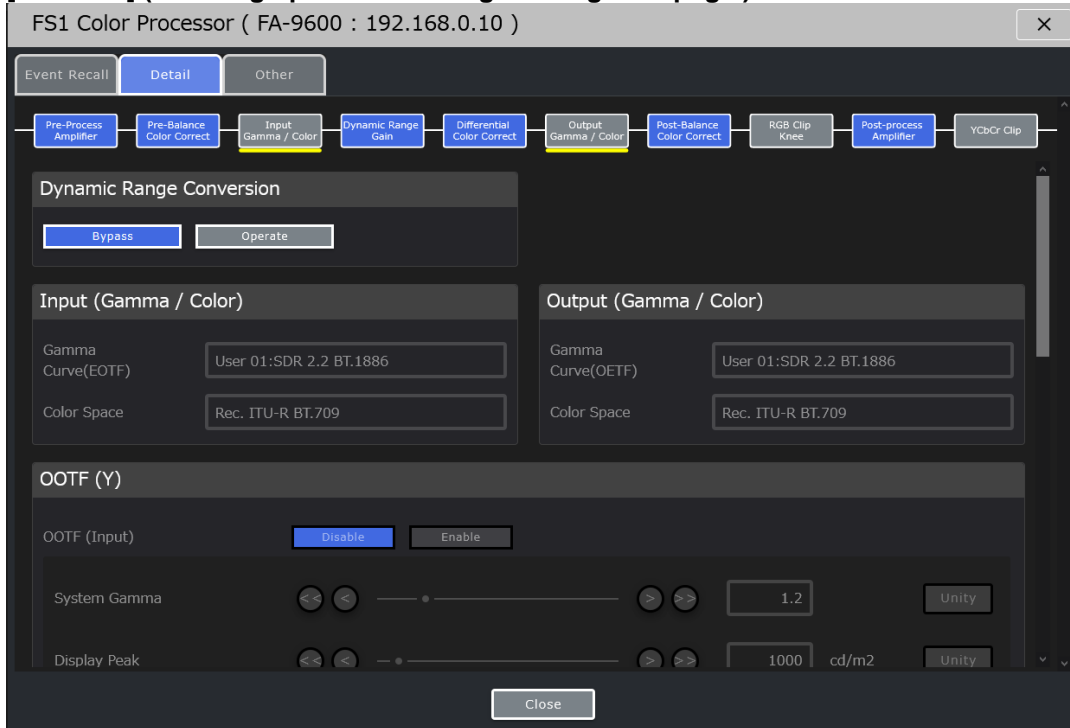 FS1 Color Processor ( FA-9600 : 192.168.0.10 )
Event Recall Detail Other
Pre-Process Amplifier
Pre-Balance Color Correct
Input Gamma / Color
Dynamic Range Gain
Differential Color Correct
Output Gamma / Color
Post-Balance Color Correct
RGB Clip Knee
Post-process Amplifier
YCbCr Clip
Dynamic Range Conversion
Bypass Operate
Input (Gamma / Color)
Gamma
Curve(EOTF)
User 01:SDR 2.2 BT.1886
Color Space Rec. ITU-R BT.709
Output (Gamma / Color)
Gamma
Curve(OETF)
User 01:SDR 2.2 BT.1886
Color Space Rec. ITU-R BT.709
OOTF (Y)
OOTF (Input) Disable Enable
System Gamma << < > >> 1.2 Unity
Display Peak << < > >> 1000 cd/m2 Unity
Close